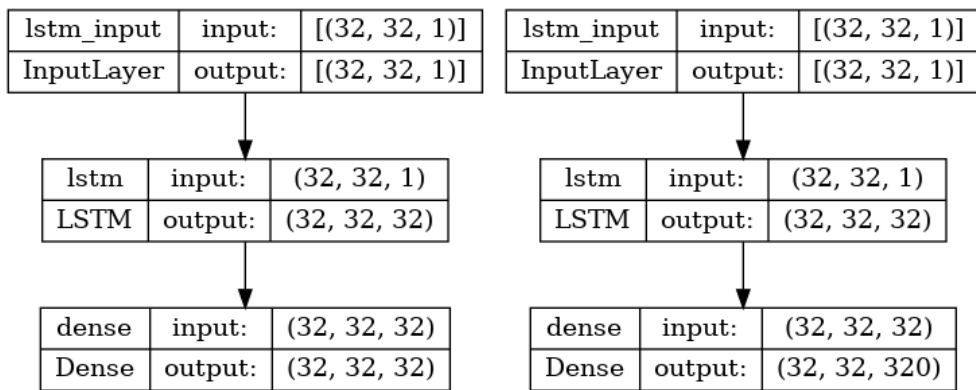 lstm_input input: [(32, 32, 1)]
InputLayer output: [(32, 32, 1)]
lstm input: (32, 32, 1)
LSTM output: (32, 32, 32)
dense input: (32, 32, 32)
Dense output: (32, 32, 32)
lstm_input input: [(32, 32, 1)]
InputLayer output: [(32, 32, 1)]
lstm input: (32, 32, 1)
LSTM output: (32, 32, 32)
dense input: (32, 32, 32)
Dense output: (32, 32, 320)